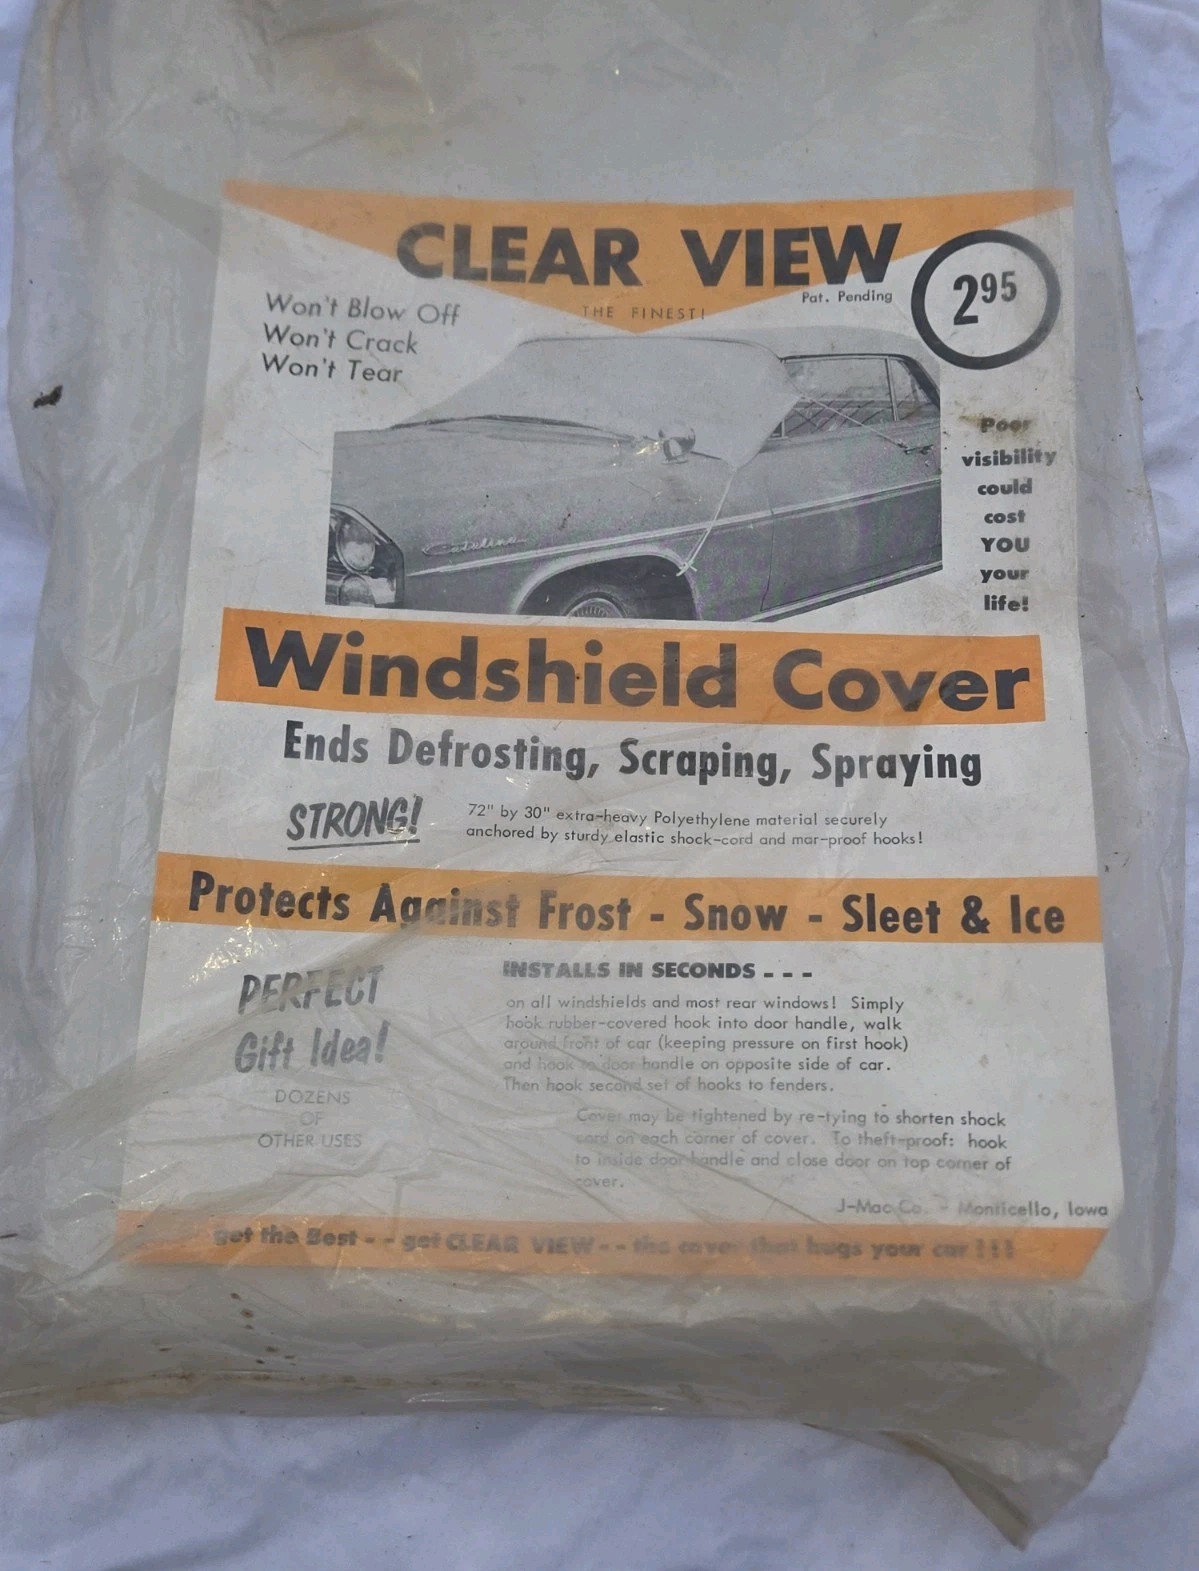 CLEAR VIEW
Pat. Pending
THE FINEST!
2.95
Won't Blow Off
Won't Crack
Won't Tear
Poor
visibility
could
cost
YOU
your
life!
Catalina
Windshield Cover
Ends Defrosting, Scraping, Spraying
STRONG!
72" by 30" extra-heavy Polyethylene material securely
anchored by sturdy elastic shock-cord and mar-proof hooks!
Protects Against Frost - Snow - Sleet & Ice
PERFECT
Gift Idea!
DOZENS
OF
OTHER USES
INSTALLS IN SECONDS - - -
on all windshields and most rear windows! Simply
hook rubber-covered hook into door handle, walk
around front of car (keeping pressure on first hook)
and hook to door handle on opposite side of car.
Then hook second set of hooks to fenders.
Cover may be tightened by re-tying to shorten shock
cord on each corner of cover. To theft-proof: hook
to inside door handle and close door on top corner of
cover.
J-Mac Co. - Monticello, Iowa
get the Best - - get CLEAR VIEW - - the cover that hugs your car !!!